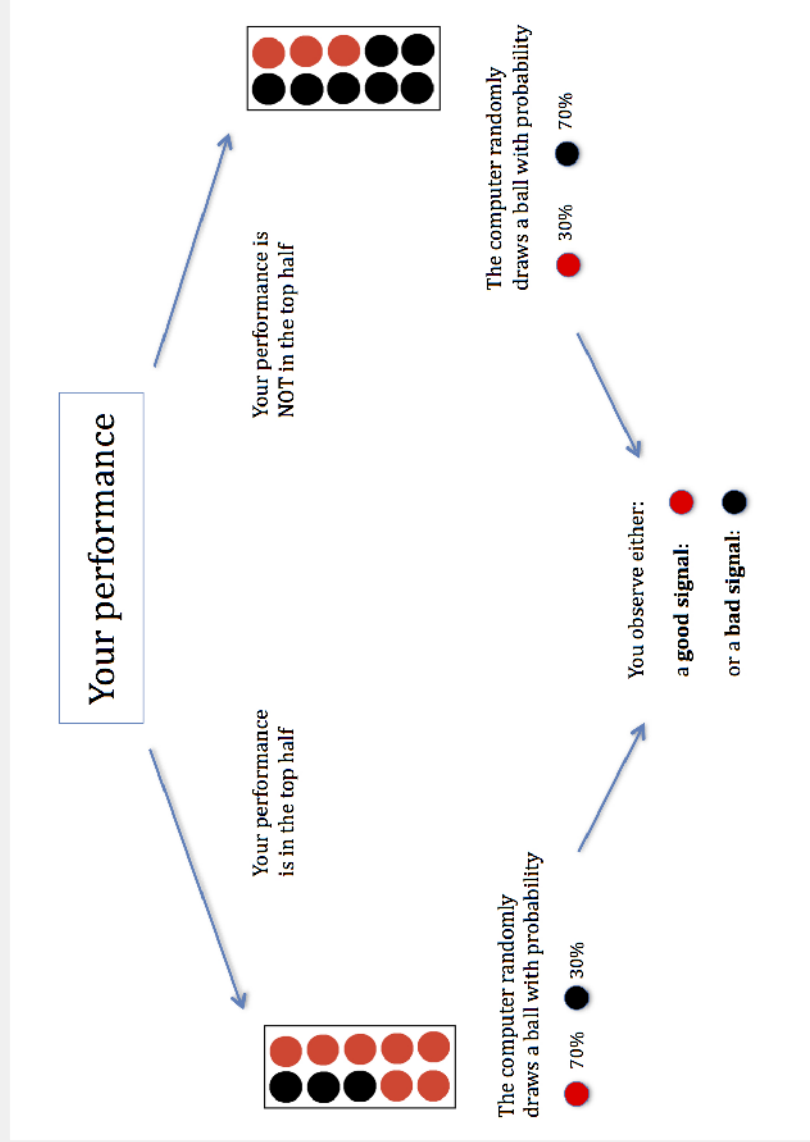 Your performance
Your performance
is in the top half
Your performance is
NOT in the top half
The computer randomly
draws a ball with probability
70% 30%
The computer randomly
draws a ball with probability
30% 70%
You observe either:
a good signal:
or a bad signal: